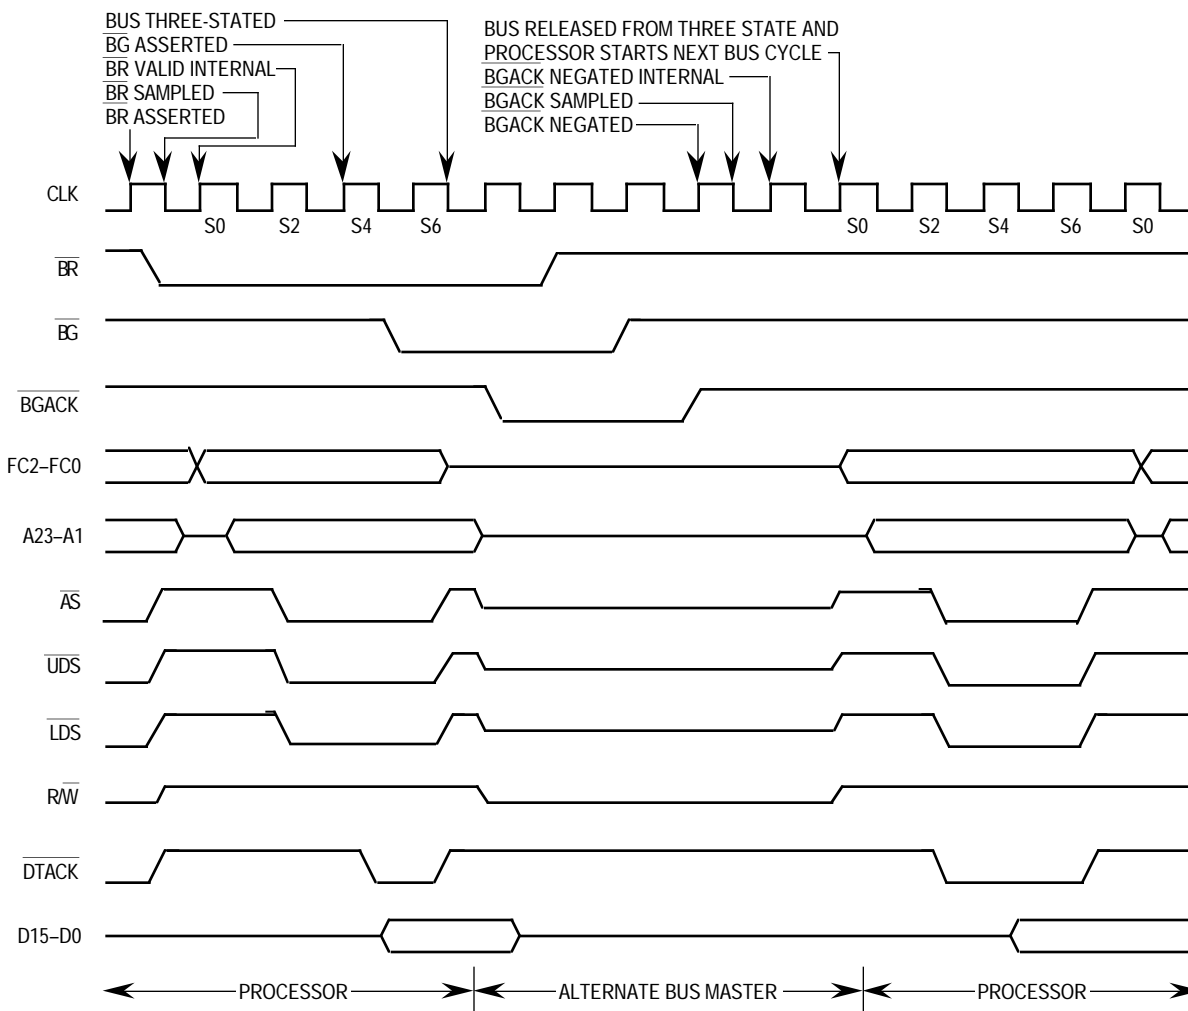 BUS THREE-STATED
BG ASSERTED
BR VALID INTERNAL
BR SAMPLED
BR ASSERTED
BUS RELEASED FROM THREE STATE AND
PROCESSOR STARTS NEXT BUS CYCLE
BGACK NEGATED INTERNAL
BGACK SAMPLED
BGACK NEGATED
CLK
S0 S2 S4 S6 S0 S2 S4 S6 S0
BR
BG
BGACK
FC2–FC0
A23–A1
AS
UDS
LDS
R/W
DTACK
D15–D0
PROCESSOR ALTERNATE BUS MASTER PROCESSOR